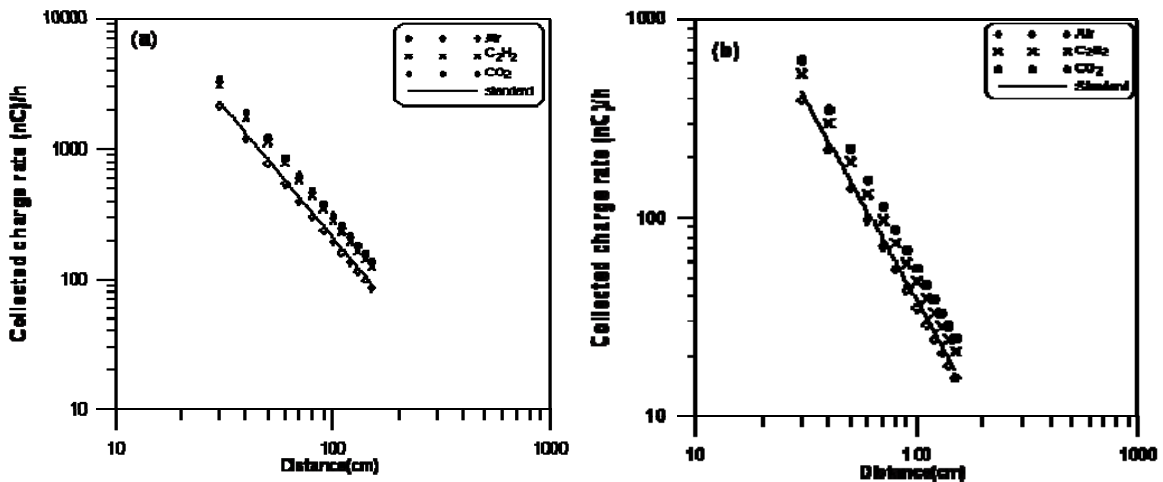 (a)
Air
C2H2
CO2
standard
Collected charge rate (nC)/h
10000
1000
100
10
10
100
1000
Distance(cm)
(b)
Air
C2H2
CO2
Standard
Collected charge rate (nC)/h
1000
100
10
10
100
1000
Distance(cm)